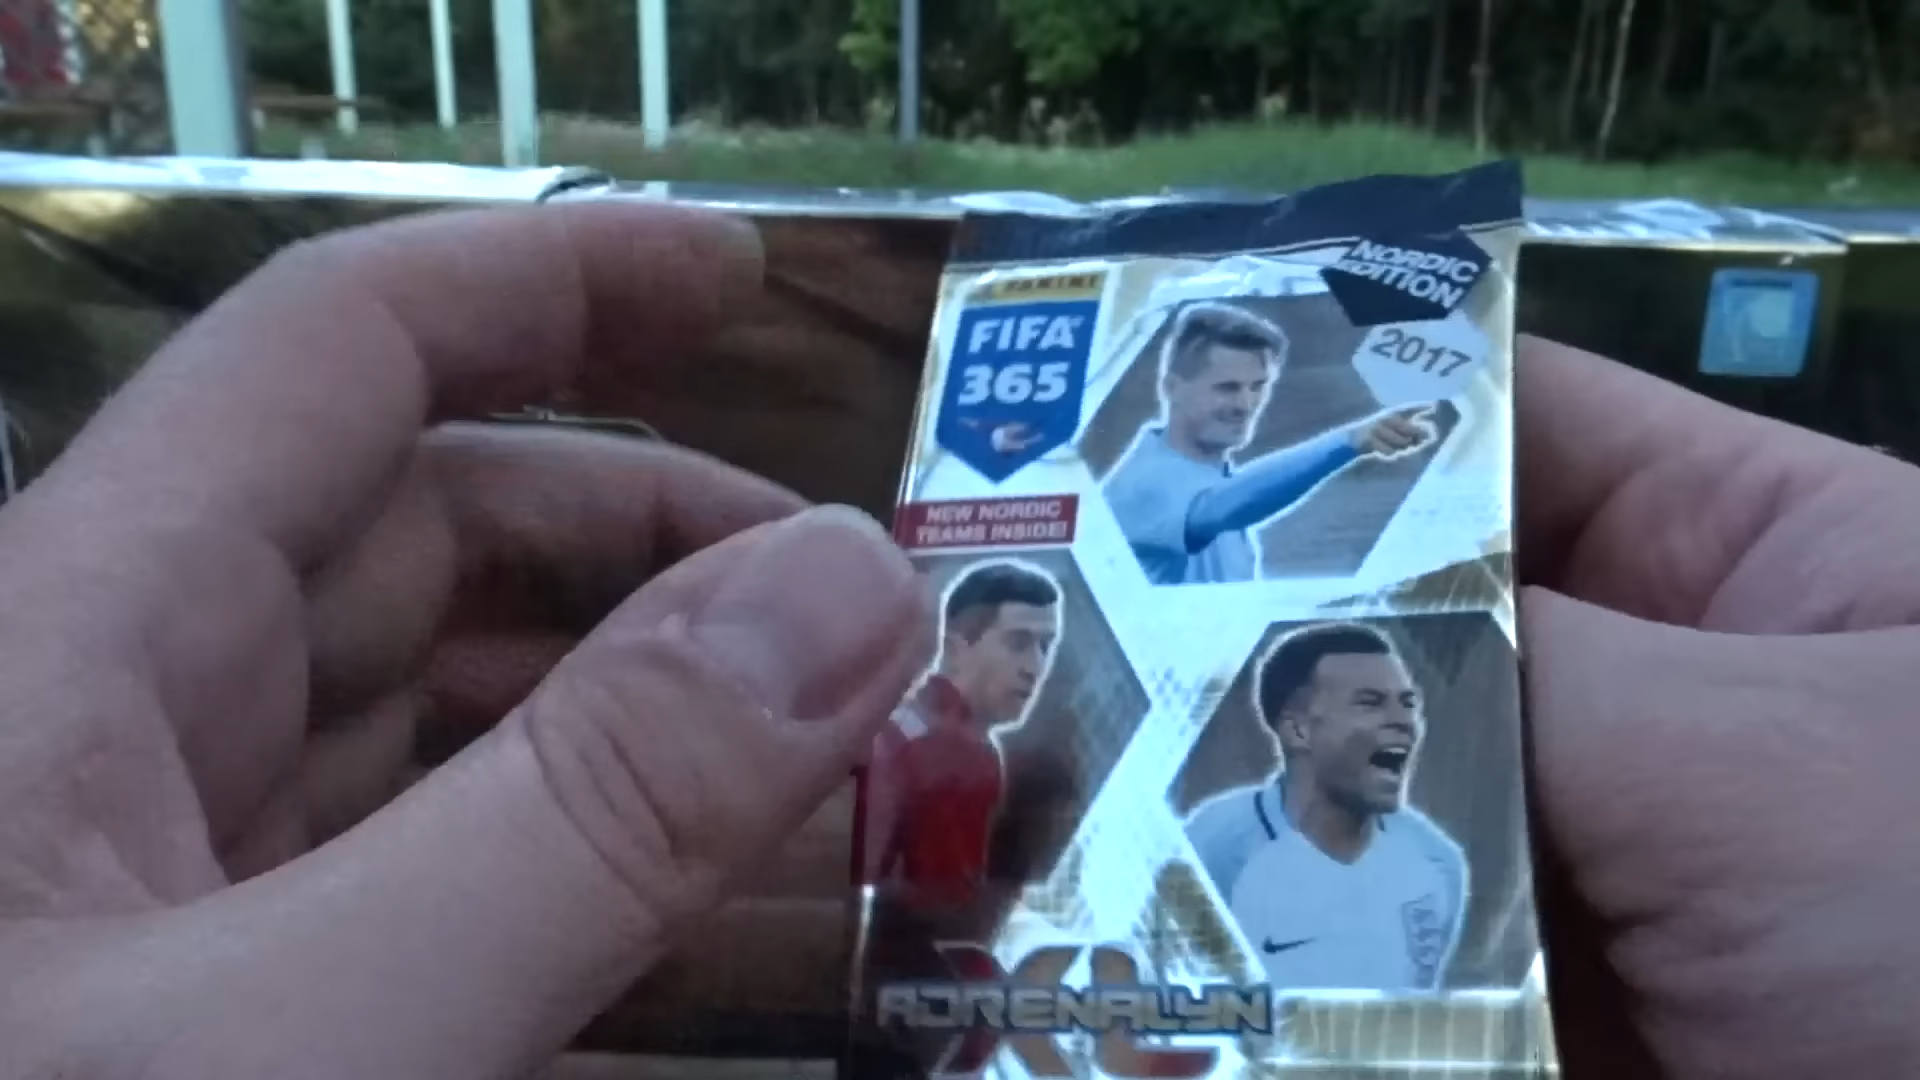 NORDIC
EDITION
PANINI
FIFA
365
2017
NEW NORDIC
TEAMS INSIDE!
XL
ADRENALYN